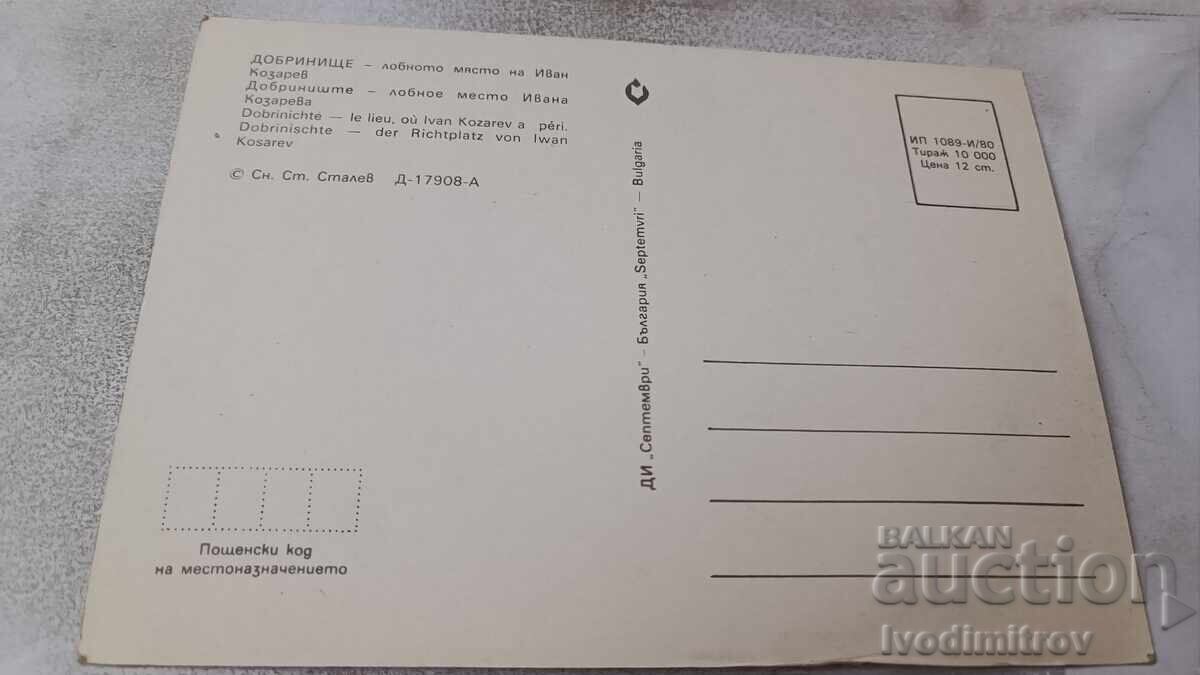 ДОБРИНИЩЕ – лобното място на Иван
Козарев
Добриниште – лобное место Ивана
Козарева
Dobrinichte — le lieu, où Ivan Kozarev a péri.
Dobrinischte — der Richtplatz von Iwan
Kosarev
© Сн. Ст. Сталев Д-17908-А
ДИ „Септември" – България „Septemvri" – Bulgaria
ИП 1089-И/80
Тираж 10 000
Цена 12 ст.
Пощенски код
на местоназначението
BALKAN
auction
Ivodimitrov